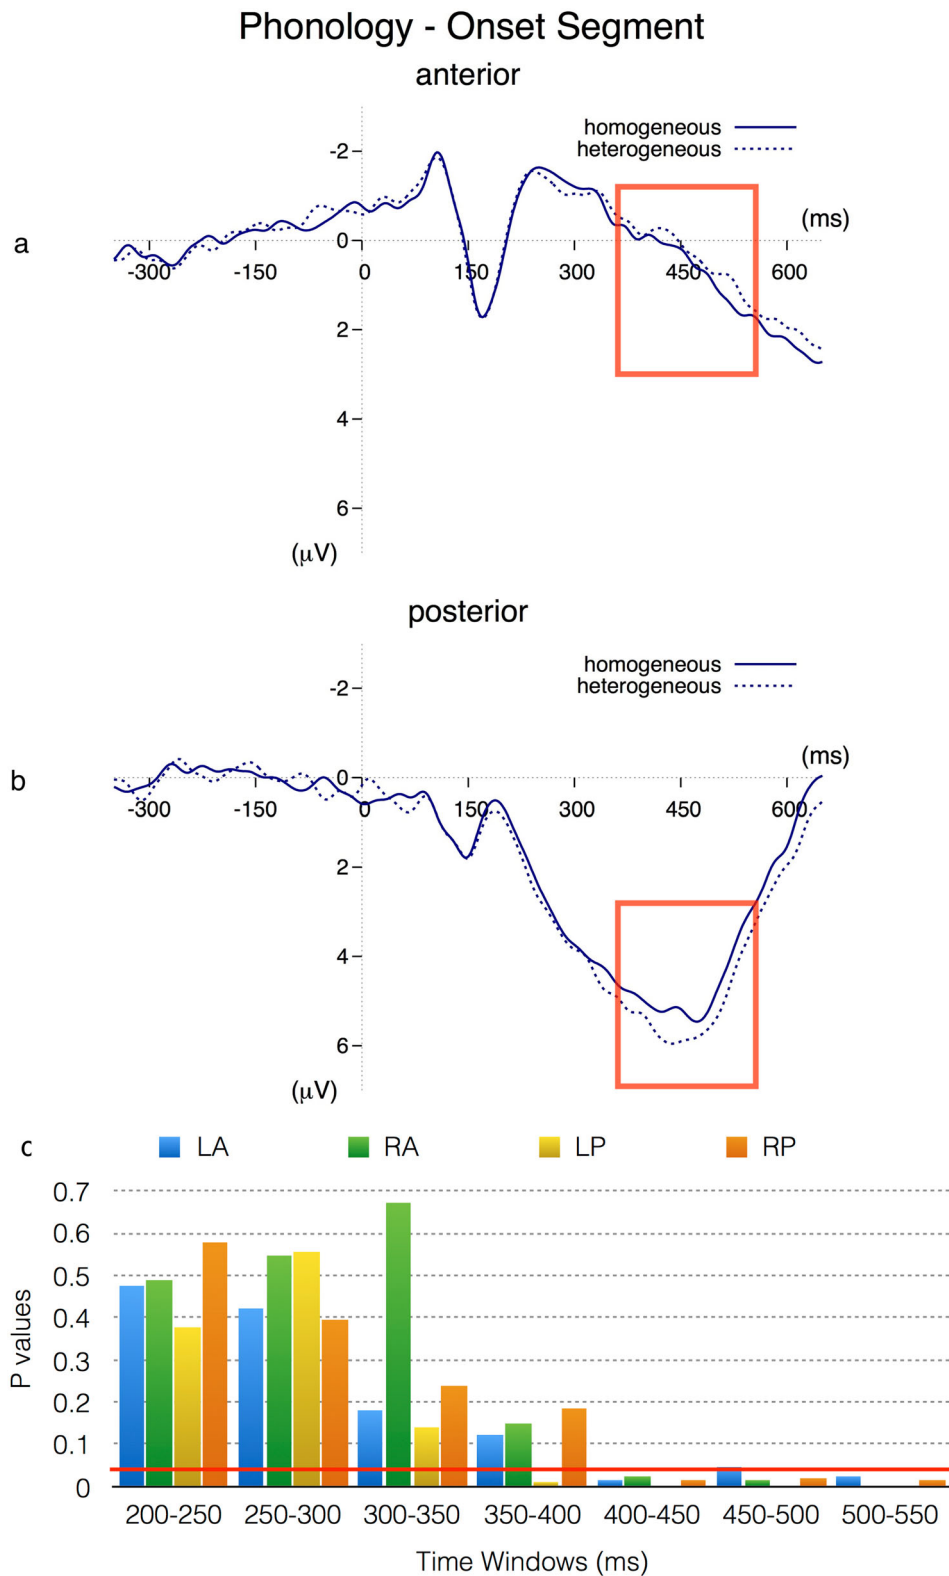 Phonology - Onset Segment
anterior
homogeneous
heterogeneous
-2
(ms)
a
0
-300 -150 0 150 300 450 600
2
4
6
(μV)
posterior
homogeneous
heterogeneous
-2
(ms)
b
0
-300 -150 0 150 300 450 600
2
4
6
(μV)
c LA RA LP RP
0.7
0.6
0.5
0.4
0.3
0.2
0.1
0
P values
200-250 250-300 300-350 350-400 400-450 450-500 500-550
Time Windows (ms)